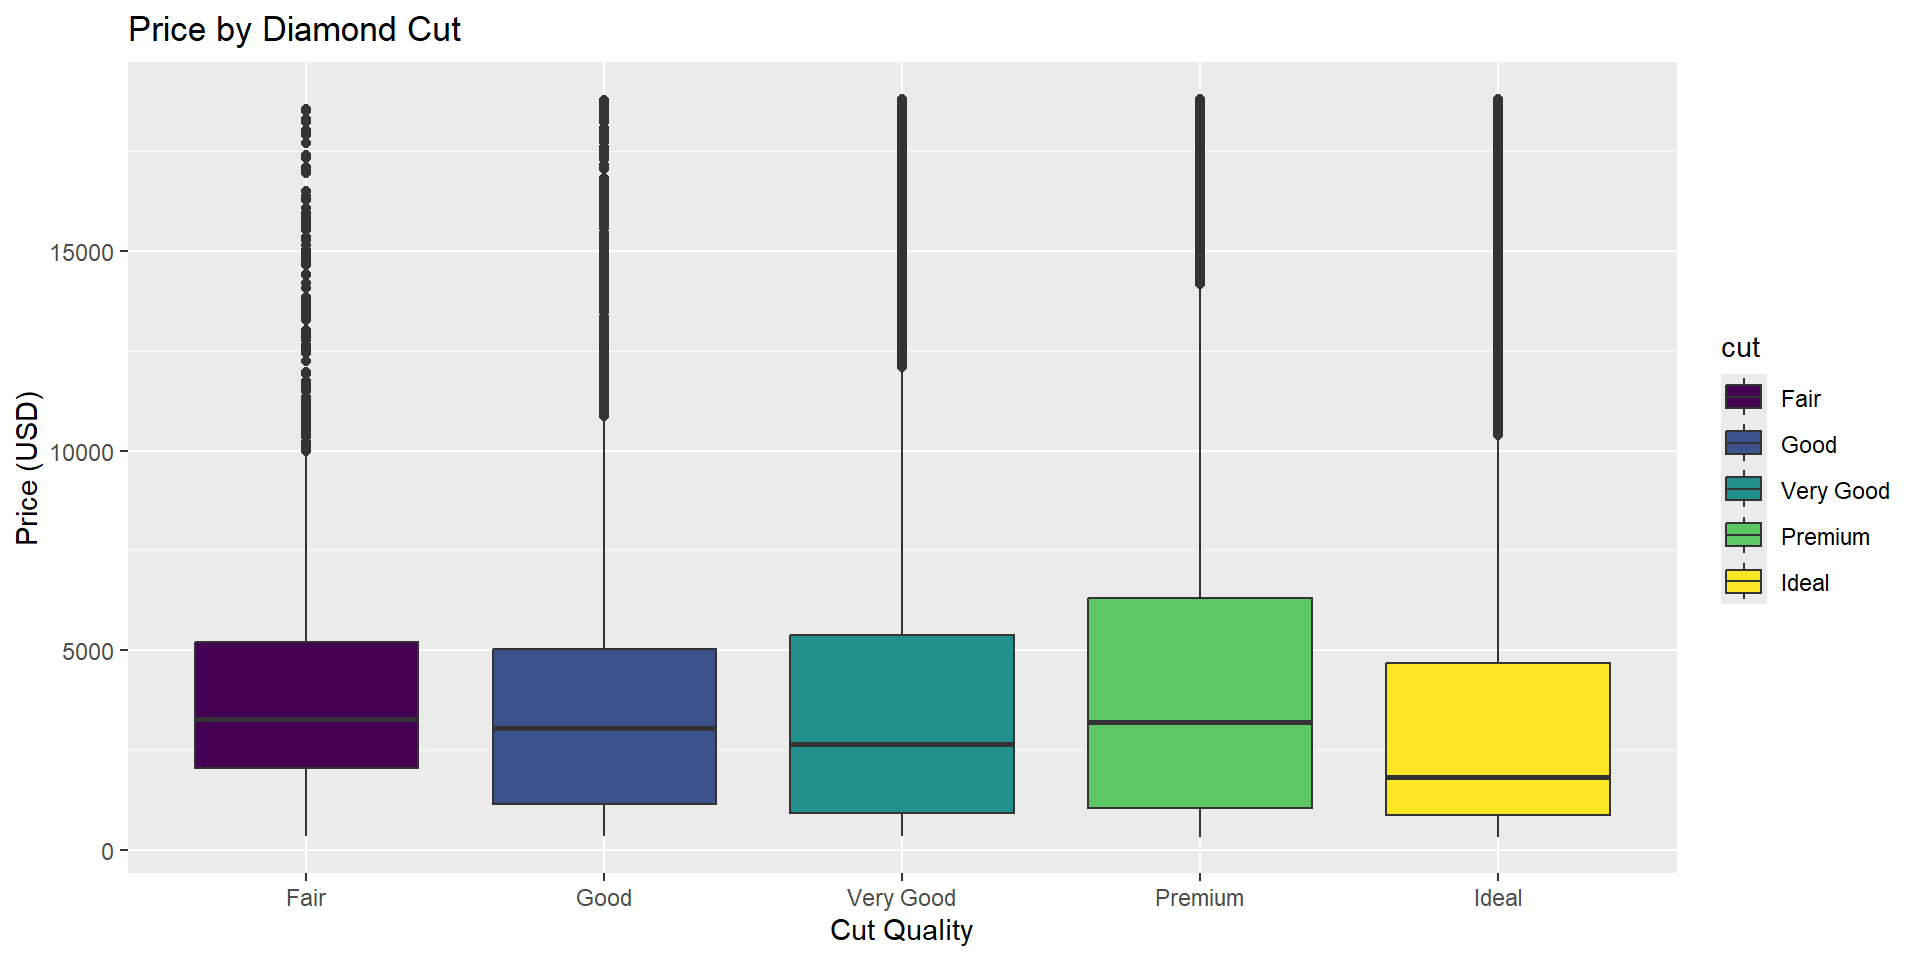 Price by Diamond Cut
Price (USD)
15000
10000
5000
0
Fair
Good
Very Good
Premium
Ideal
Cut Quality
cut
Fair
Good
Very Good
Premium
Ideal